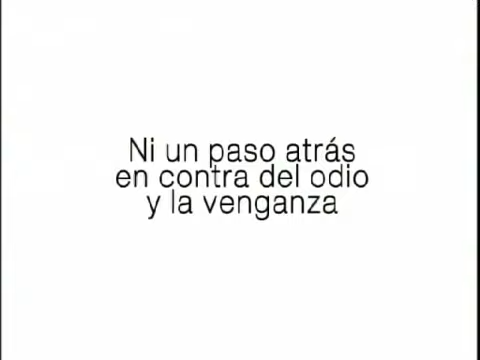 Ni un paso atrás
en contra del odio
y la venganza